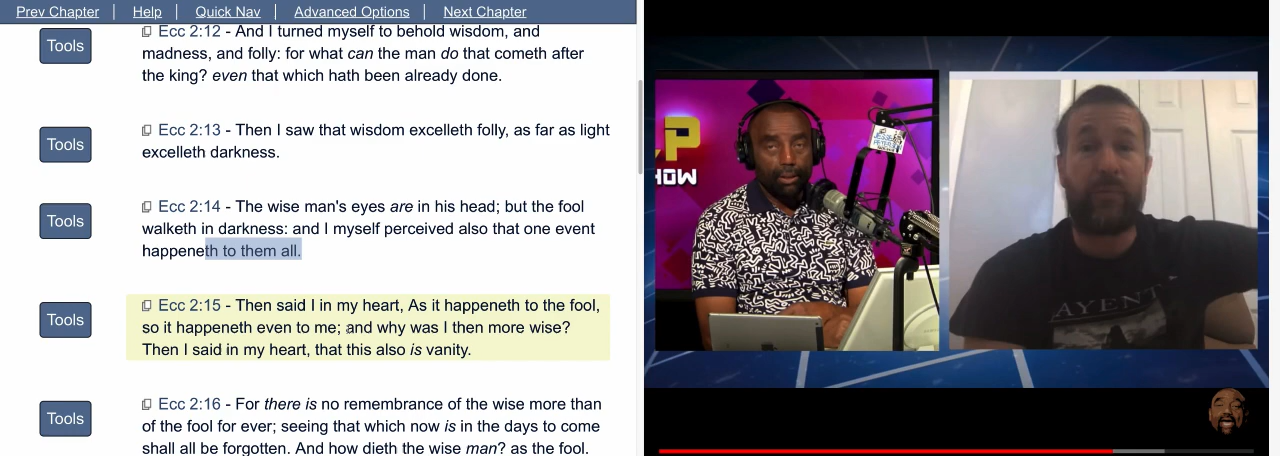 Prev Chapter | Help | Quick Nav | Advanced Options | Next Chapter
Tools
Ecc 2:12 - And I turned myself to behold wisdom, and
madness, and folly: for what can the man do that cometh after
the king? even that which hath been already done.
Tools
Ecc 2:13 - Then I saw that wisdom excelleth folly, as far as light
excelleth darkness.
Tools
Ecc 2:14 - The wise man's eyes are in his head; but the fool
walketh in darkness: and I myself perceived also that one event
happeneth to them all.
Tools
Ecc 2:15 - Then said I in my heart, As it happeneth to the fool,
so it happeneth even to me; and why was I then more wise?
Then I said in my heart, that this also is vanity.
Tools
Ecc 2:16 - For there is no remembrance of the wise more than
of the fool for ever; seeing that which now is in the days to come
shall all be forgotten. And how dieth the wise man? as the fool.
P
HOW
JESSE
AYENT